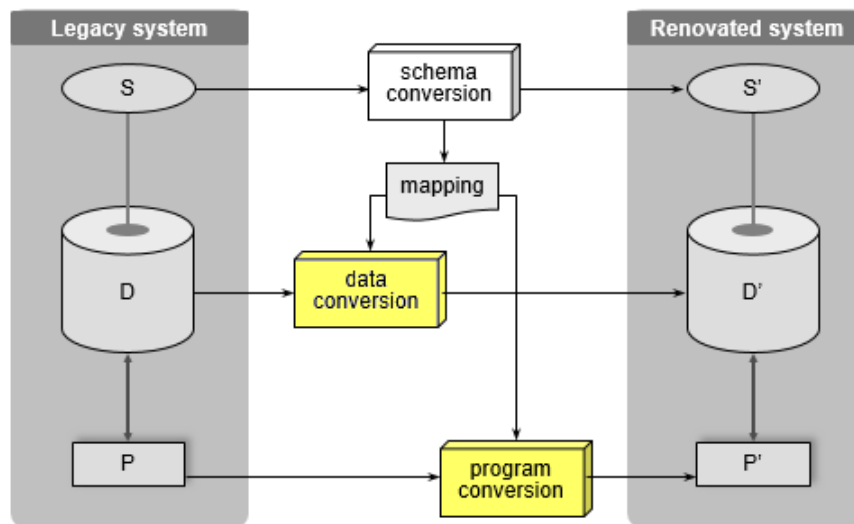 Legacy system
Renovated system
S
schema
conversion
S’
mapping
D
data
conversion
D’
P
program
conversion
P’